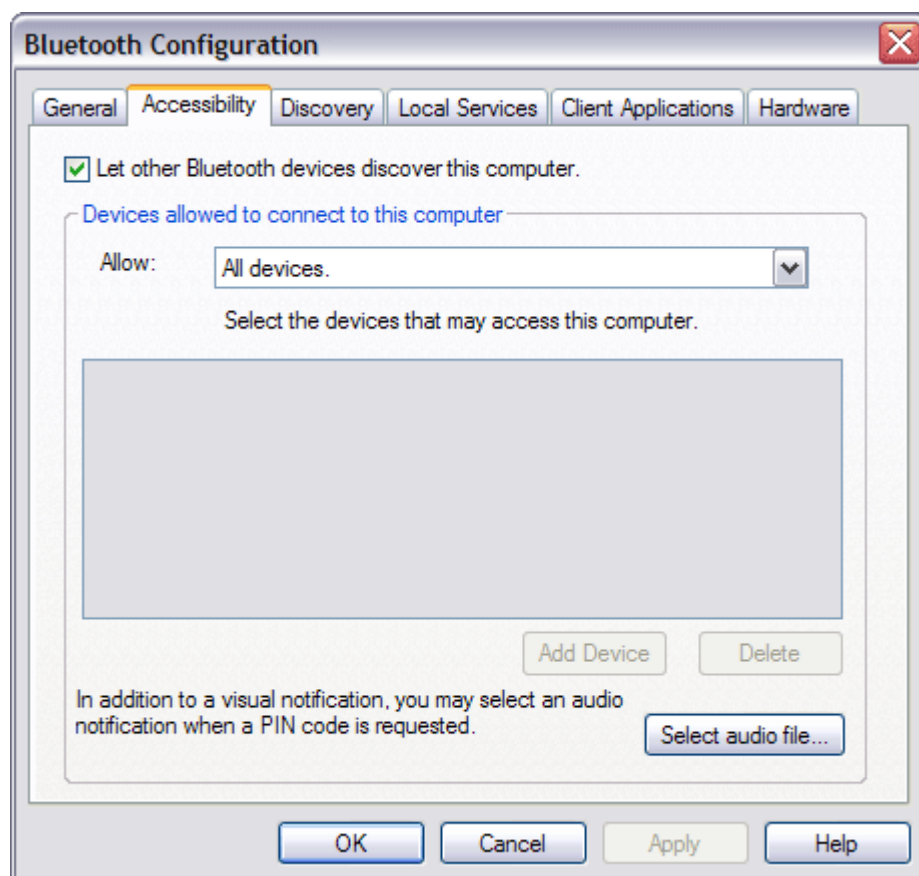 Bluetooth Configuration
General Accessibility Discovery Local Services Client Applications Hardware
Let other Bluetooth devices discover this computer.
Devices allowed to connect to this computer
Allow: All devices.
Select the devices that may access this computer.
Add Device Delete
In addition to a visual notification, you may select an audio
notification when a PIN code is requested.
Select audio file...
OK Cancel Apply Help